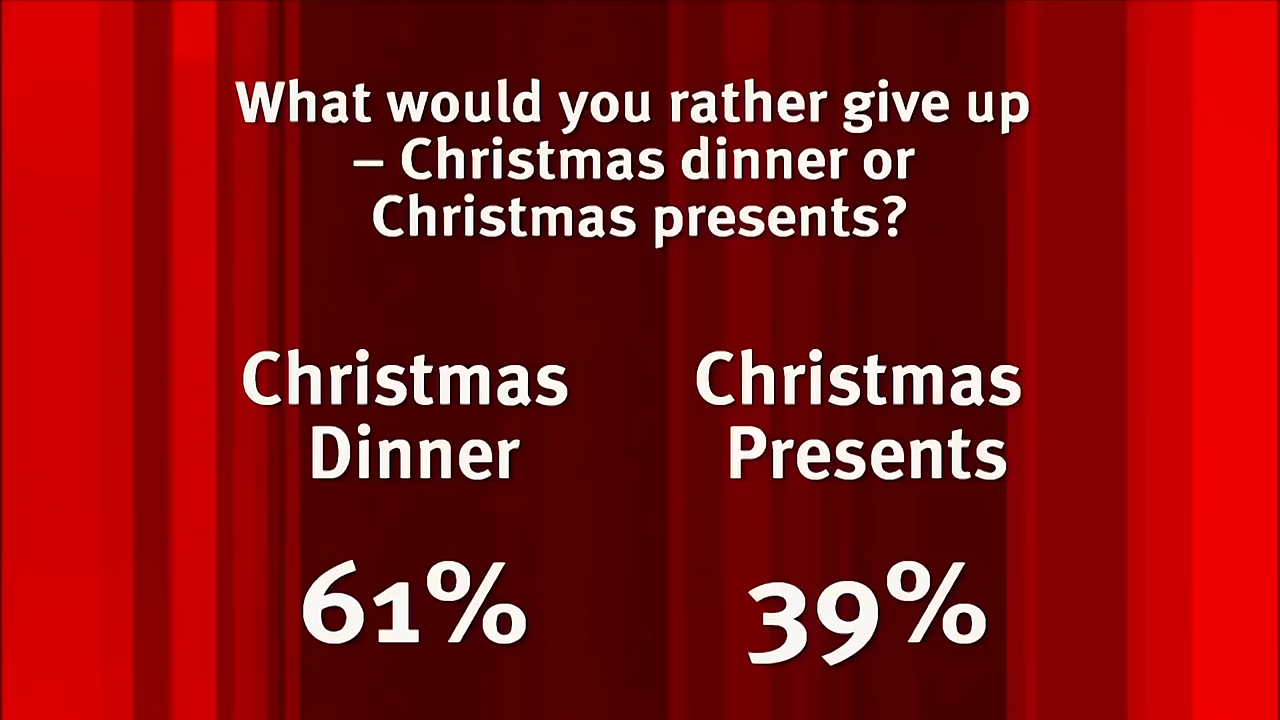 What would you rather give up
– Christmas dinner or
Christmas presents?
Christmas
Dinner
61%
Christmas
Presents
39%